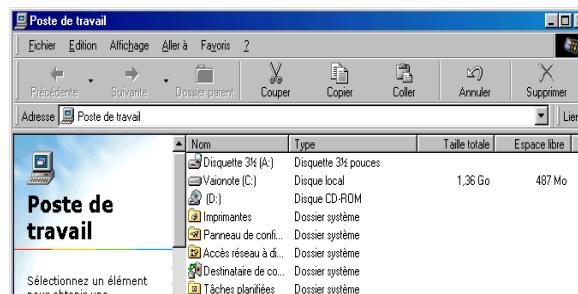 Poste de travail
Fichier Edition Affichage Aller à Favoris ?
Précédente Suivante Dossier parent Couper Copier Coller Annuler Supprimer
Adresse Poste de travail
Nom Type Taille totale Espace libre
Disquette 3½ (A:) Disquette 3½ pouces
Vaionote (C:) Disque local 1,36 Go 487 Mo
(D:) Disque CD-ROM
Imprimantes Dossier système
Panneau de confi... Dossier système
Accès réseau à di... Dossier système
Destinataire de co... Dossier système
Tâches planifiées Dossier système
Poste de
travail
Sélectionnez un élément